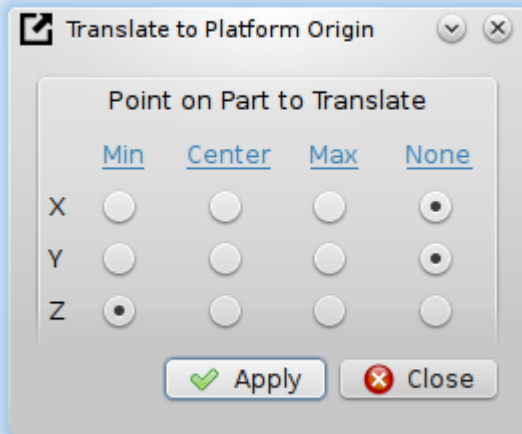 Translate to Platform Origin
Point on Part to Translate
Min Center Max None
X
Y
Z
Apply Close